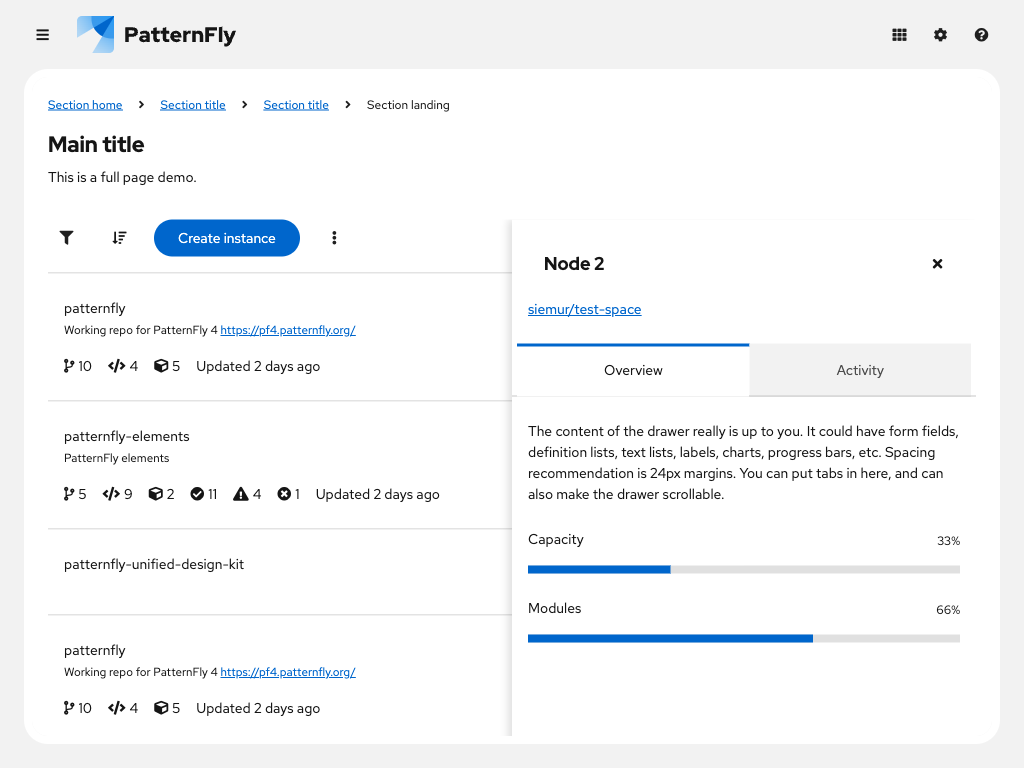 PatternFly
Section home Section title Section title Section landing
Main title
This is a full page demo.
Create instance
patternfly
Working repo for PatternFly 4 https://pf4.patternfly.org/
10 4 5 Updated 2 days ago
patternfly-elements
PatternFly elements
5 9 2 11 4 1 Updated 2 days ago
patternfly-unified-design-kit
patternfly
Working repo for PatternFly 4 https://pf4.patternfly.org/
10 4 5 Updated 2 days ago
Node 2
siemur/test-space
Overview Activity
The content of the drawer really is up to you. It could have form fields,
definition lists, text lists, labels, charts, progress bars, etc. Spacing
recommendation is 24px margins. You can put tabs in here, and can
also make the drawer scrollable.
Capacity 33%
Modules 66%